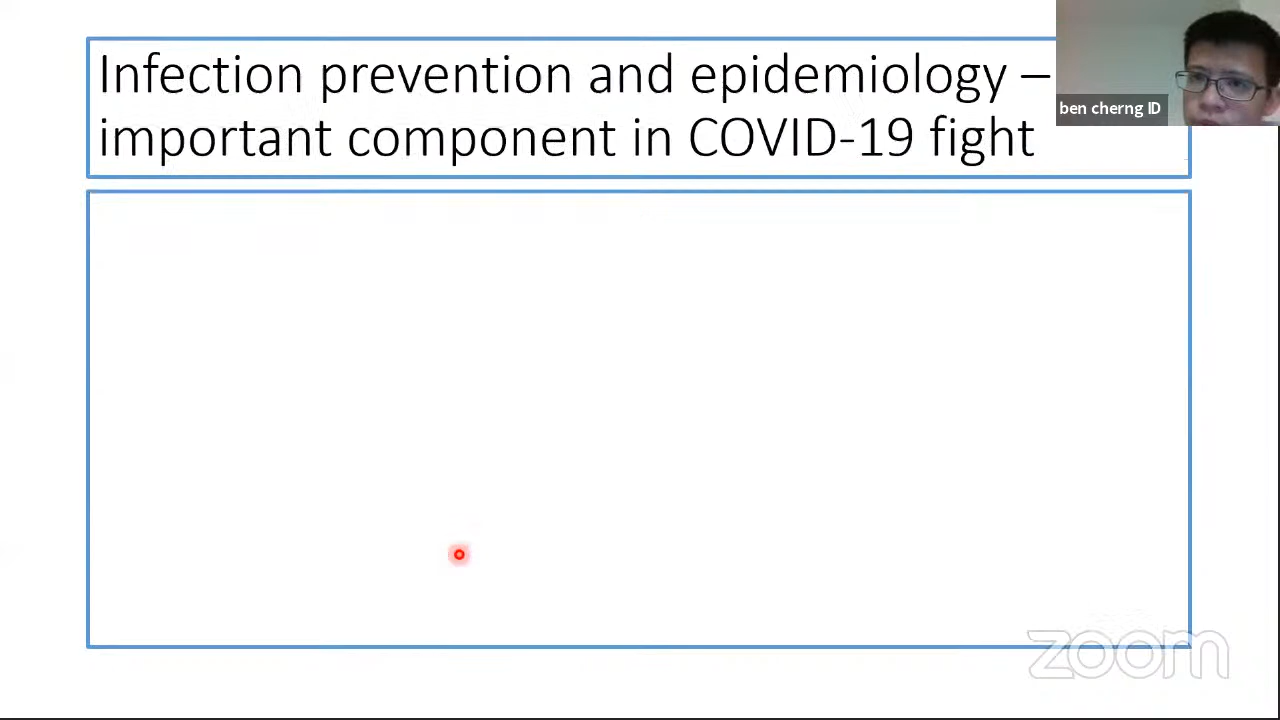 Infection prevention and epidemiology –
important component in COVID-19 fight
ben cherng ID
zoom